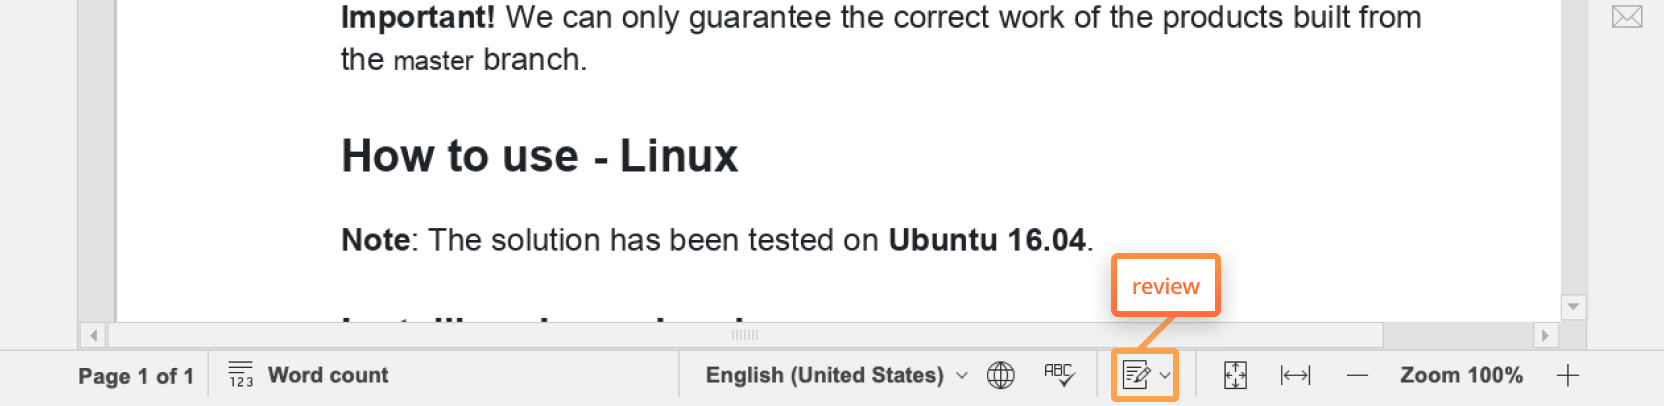 Important! We can only guarantee the correct work of the products built from
the master branch.
How to use - Linux
Note: The solution has been tested on Ubuntu 16.04.
review
Page 1 of 1 123 Word count English (United States) ABC Zoom 100%